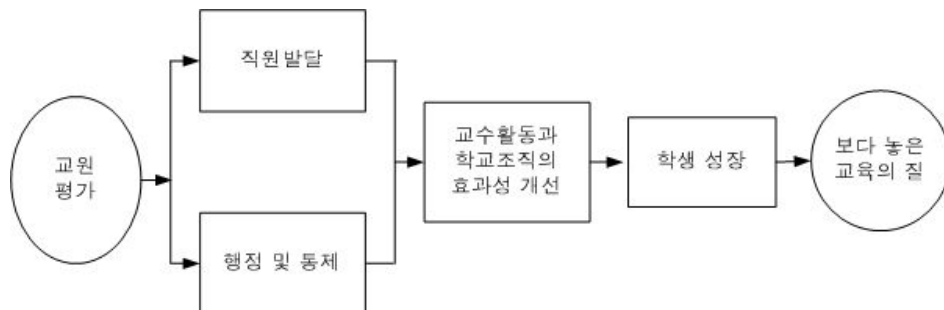 교원
평가
직원발달
행정 및 통제
교수활동과
학교조직의
효과성 개선
학생 성장
보다 놓은
교육의 질